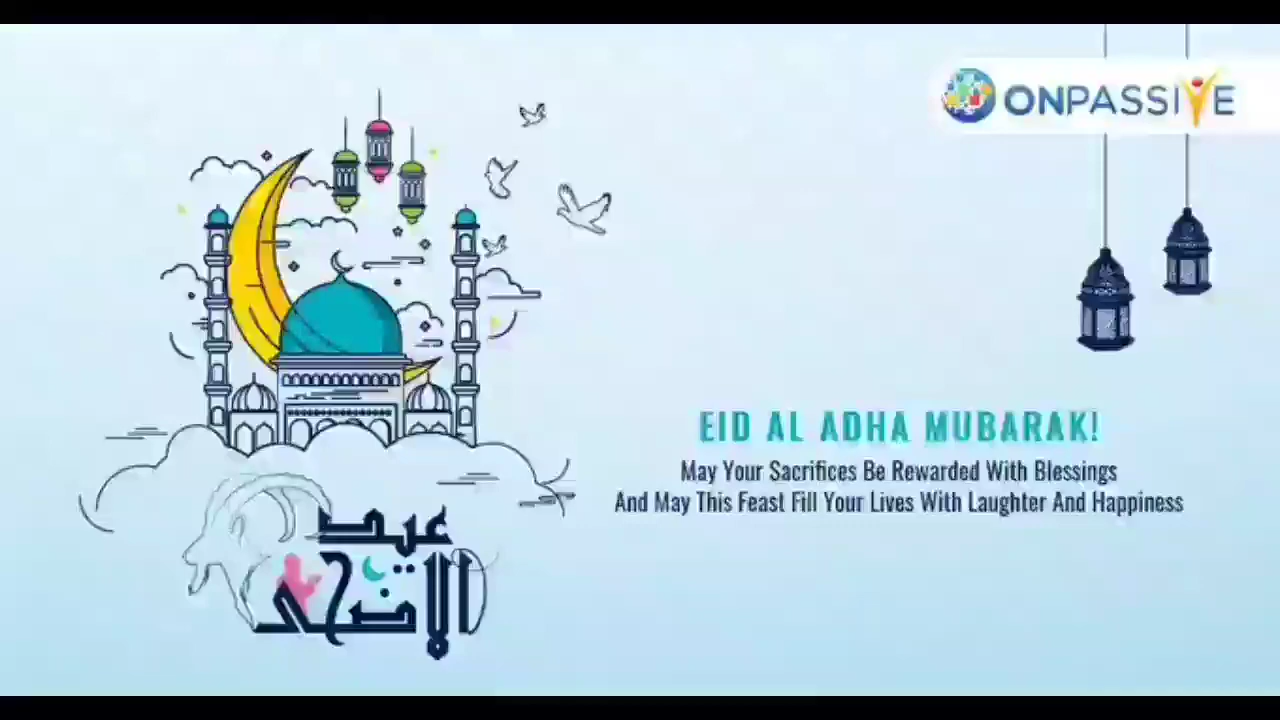 ONPASSIVE
EID AL ADHA MUBARAK!
May Your Sacrifices Be Rewarded With Blessings
And May This Feast Fill Your Lives With Laughter And Happiness
عيد
الاضحى